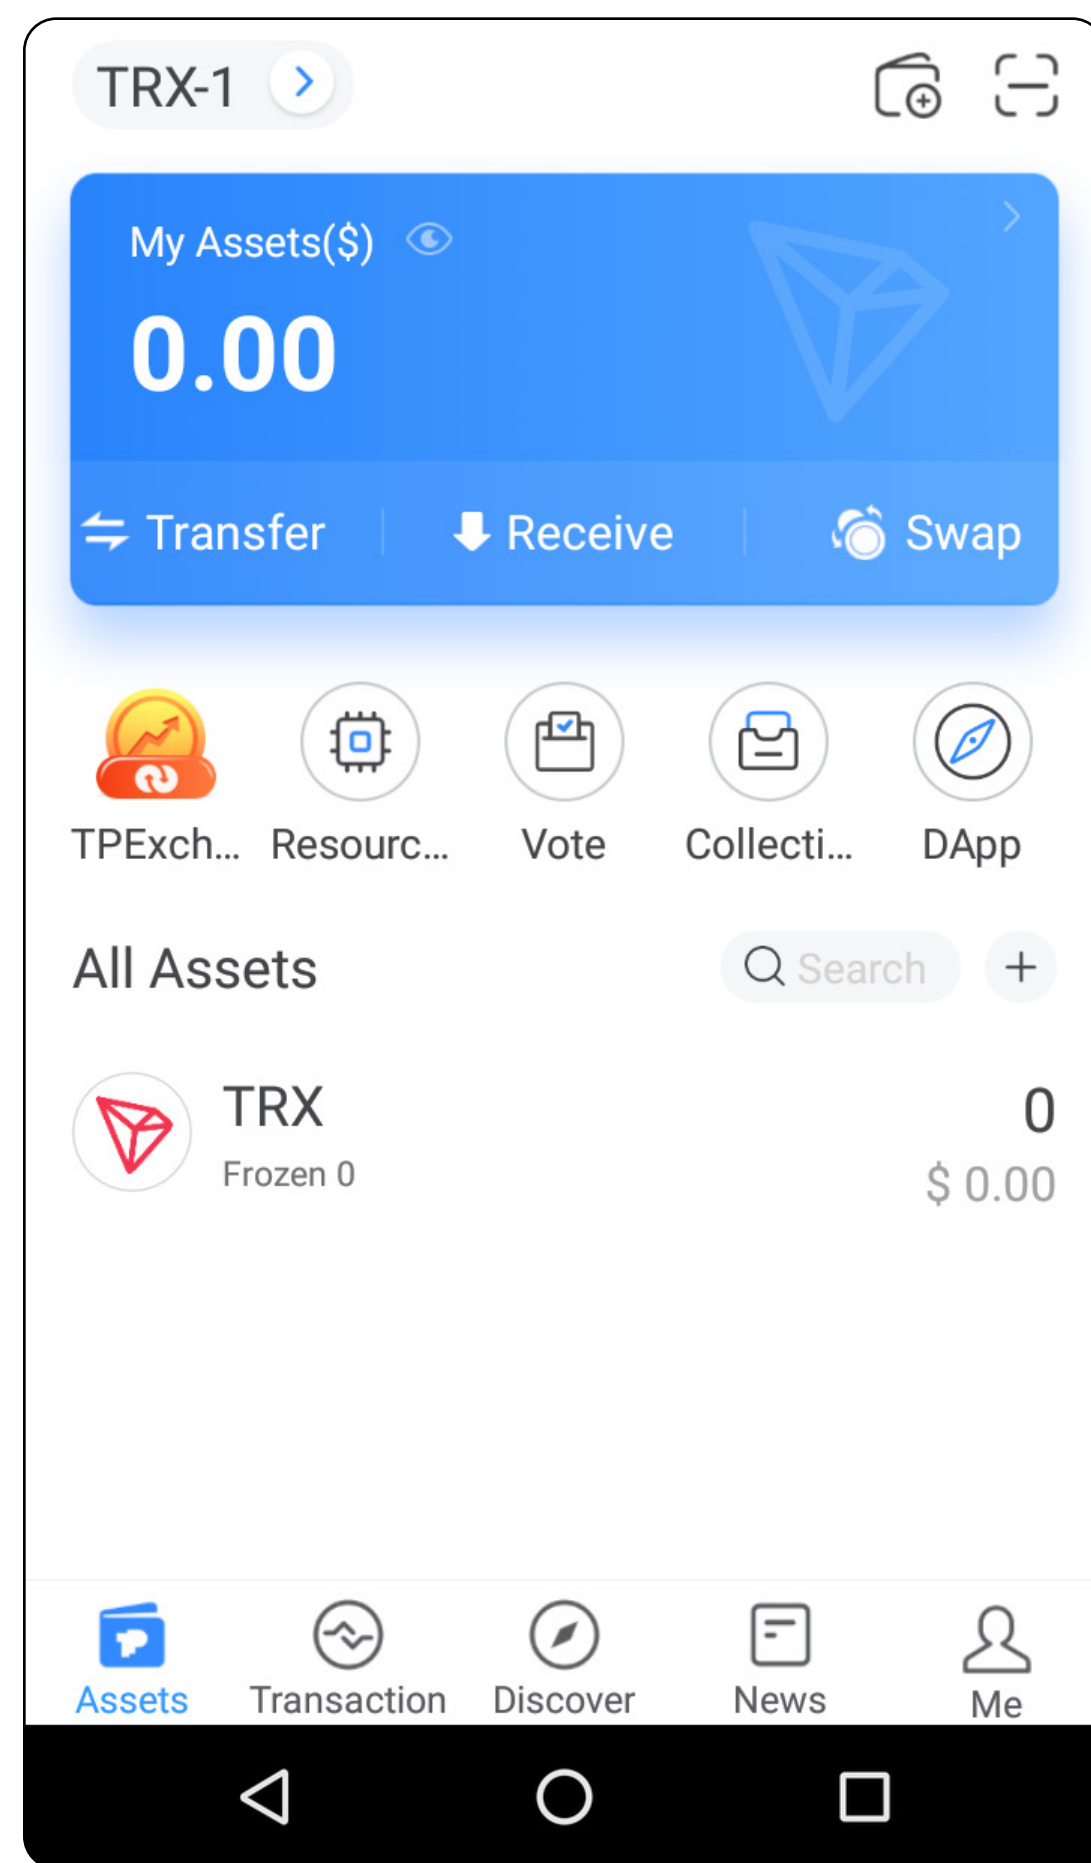 TRX-1
My Assets($)
0.00
Transfer Receive Swap
TPExch... Resourc... Vote Collecti... DApp
All Assets Search
TRX 0
Frozen 0 $ 0.00
Assets Transaction Discover News Me